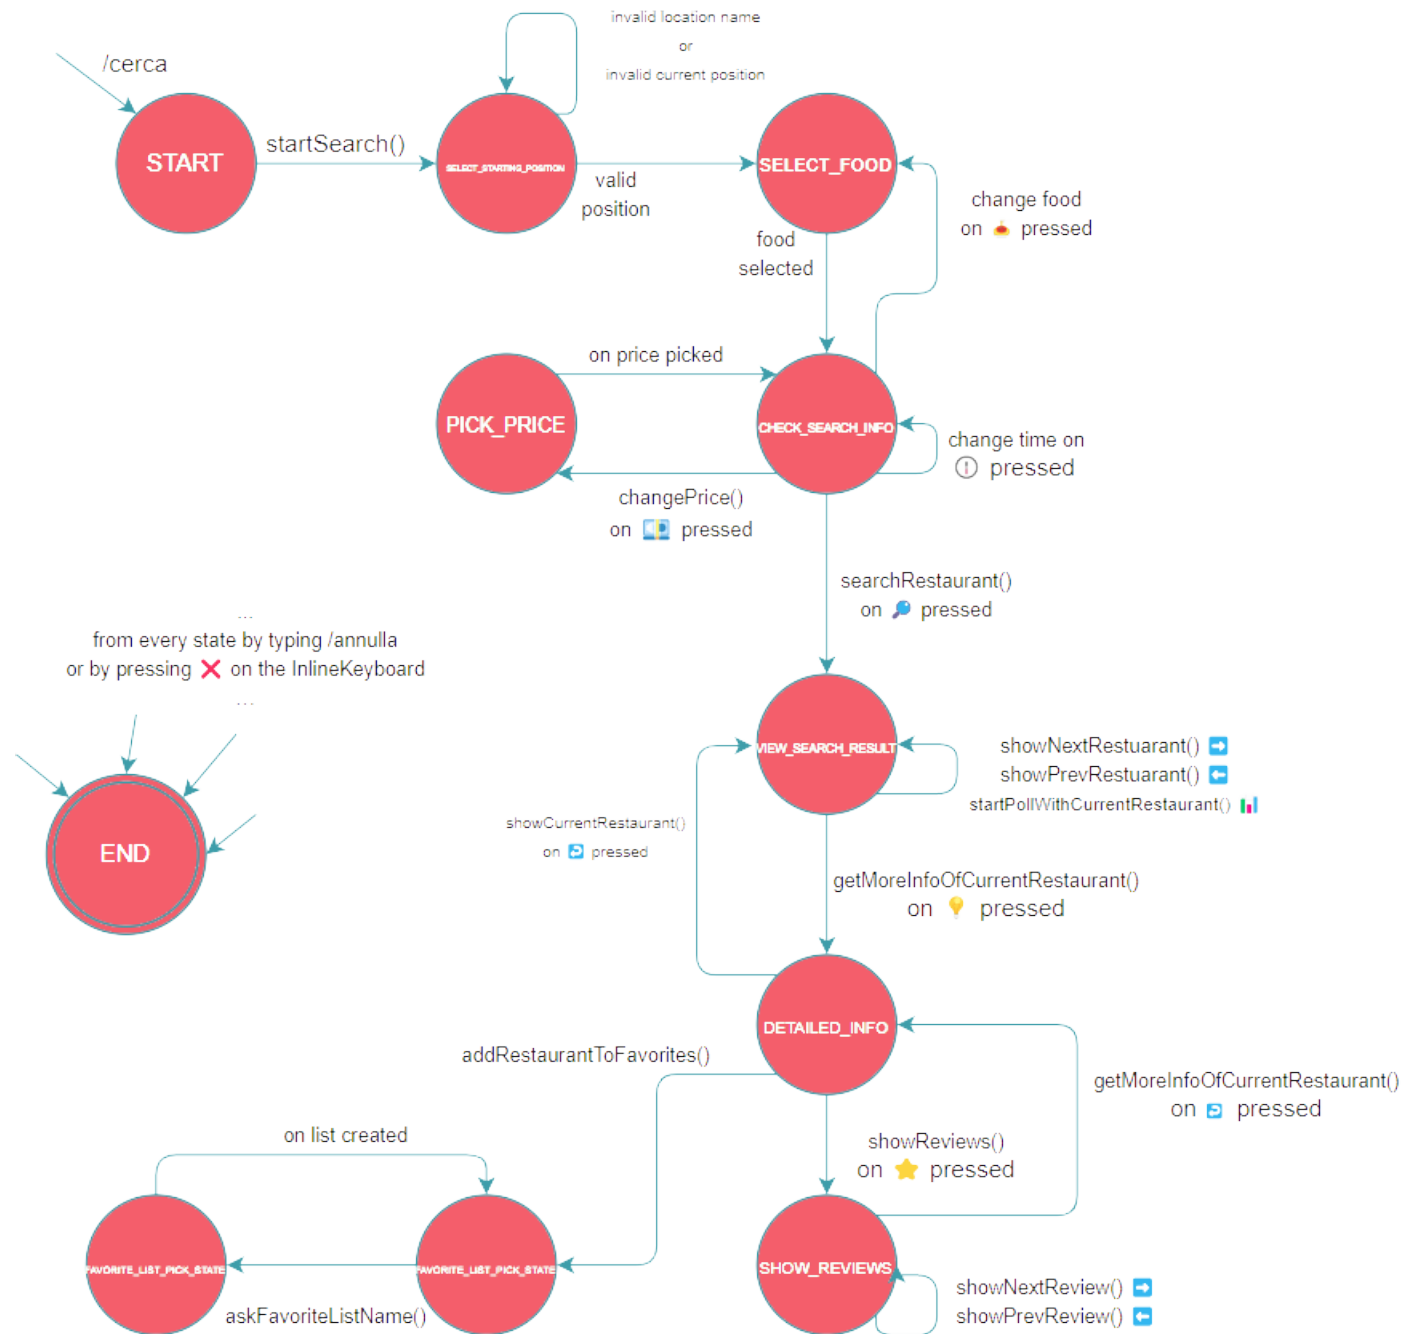 invalid location name
or
invalid current position
/cerca
START
startSearch()
SELECT_STARTING_POSITION
valid
position
SELECT_FOOD
change food
on pressed
food
selected
on price picked
PICK_PRICE
CHECK_SEARCH_INFO
change time on
pressed
changePrice()
on pressed
searchRestaurant()
on pressed
...
from every state by typing /annulla
or by pressing ❌ on the InlineKeyboard
...
END
VIEW_SEARCH_RESULT
showNextRestuarant() ➡
showPrevRestuarant() ⬅
startPollWithCurrentRestaurant() 📊
showCurrentRestaurant()
on pressed
getMoreInfoOfCurrentRestaurant()
on 💡 pressed
DETAILED_INFO
addRestaurantToFavorites()
getMoreInfoOfCurrentRestaurant()
on pressed
on list created
showReviews()
on ⭐ pressed
FAVORITE_LIST_PICK_STATE
FAVORITE_LIST_PICK_STATE
SHOW_REVIEWS
askFavoriteListName()
showNextReview() ➡
showPrevReview() ⬅